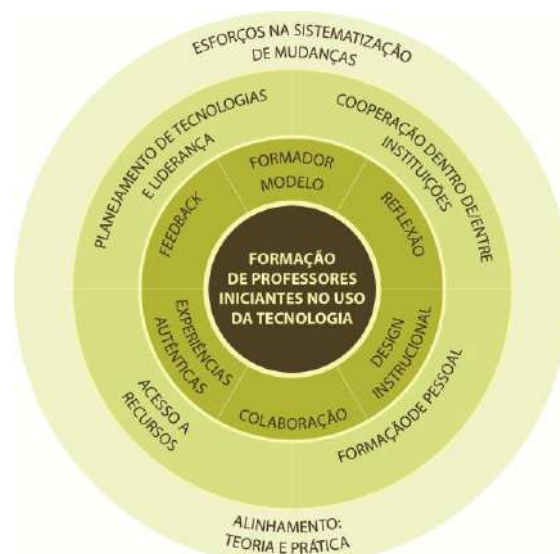 ESFORÇOS NA SISTEMATIZAÇÃO
DE MUDANÇAS
PLANEJAMENTO DE TECNOLOGIAS
E LIDERANÇA
COOPERAÇÃO DENTRO DE/ENTRE
INSTITUIÇÕES
FORMADOR
MODELO
FEEDBACK
REFLEXÃO
FORMAÇÃO
DE PROFESSORES
INICIANTES NO USO
DA TECNOLOGIA
EXPERIÊNCIAS
AUTÊNTICAS
DESIGN
INSTRUCIONAL
COLABORAÇÃO
ACESSO A
RECURSOS
FORMAÇÃODE PESSOAL
ALINHAMENTO:
TEORIA E PRÁTICA